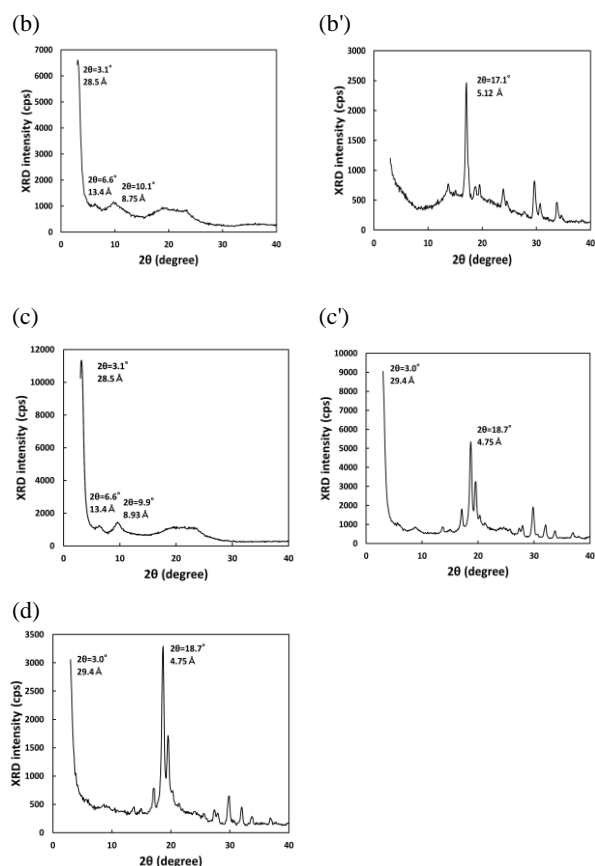 (b)
7000
6000
5000
4000
3000
2000
1000
0
0
10
20
30
40
XRD intensity (cps)
2θ (degree)
2θ=3.1°
28.5 Å
2θ=6.6°
13.4 Å
2θ=10.1°
8.75 Å
(b')
3000
2500
2000
1500
1000
500
0
0
10
20
30
40
XRD intensity (cps)
2θ (degree)
2θ=17.1°
5.12 Å
(c)
12000
10000
8000
6000
4000
2000
0
0
10
20
30
40
XRD intensity (cps)
2θ (degree)
2θ=3.1°
28.5 Å
2θ=6.6°
13.4 Å
2θ=9.9°
8.93 Å
(c')
10000
9000
8000
7000
6000
5000
4000
3000
2000
1000
0
0
10
20
30
40
XRD intensity (cps)
2θ (degree)
2θ=3.0°
29.4 Å
2θ=18.7°
4.75 Å
(d)
3500
3000
2500
2000
1500
1000
500
0
0
10
20
30
40
XRD intensity (cps)
2θ (degree)
2θ=3.0°
29.4 Å
2θ=18.7°
4.75 Å